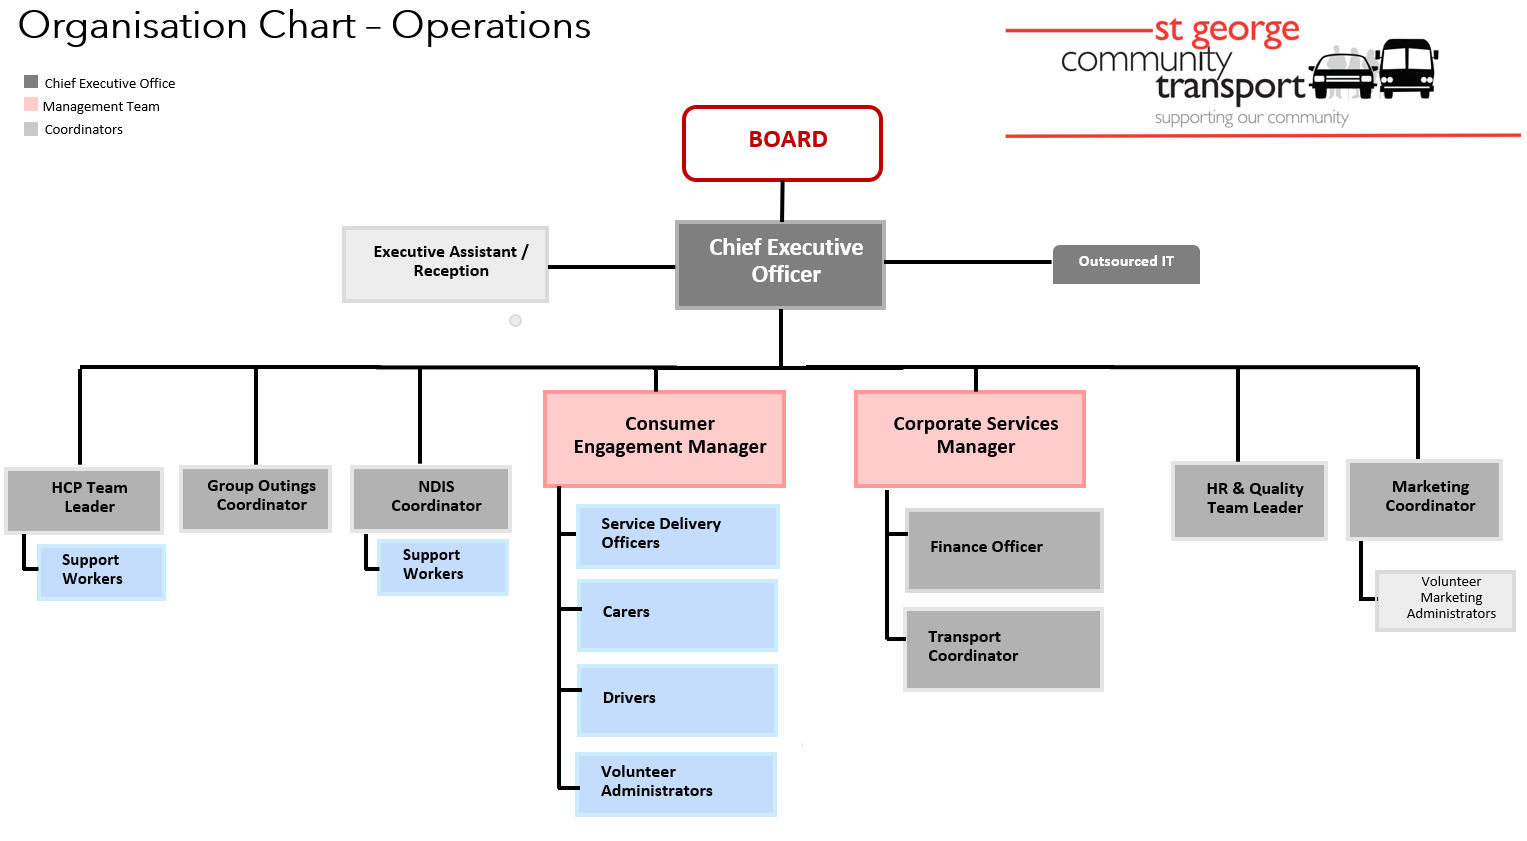 Organisation Chart – Operations
st george
community
transport
supporting our community
Chief Executive Office
Management Team
Coordinators
BOARD
Executive Assistant /
Reception
Chief Executive
Officer
Outsourced IT
HCP Team
Leader
Group Outings
Coordinator
NDIS
Coordinator
Consumer
Engagement Manager
Corporate Services
Manager
HR & Quality
Team Leader
Marketing
Coordinator
Support
Workers
Support
Workers
Service Delivery
Officers
Carers
Drivers
Volunteer
Administrators
Finance Officer
Transport
Coordinator
Volunteer
Marketing
Administrators